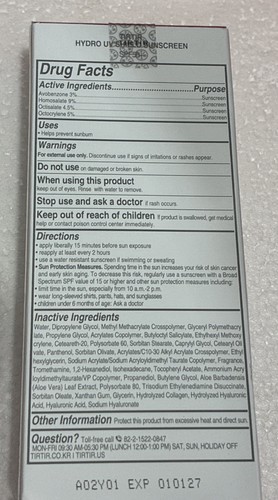 HYDRO UV SUNSCREEN
TIRTIR
Drug Facts
Active Ingredients Purpose
Avobenzone 3% Sunscreen
Homosalate 9% Sunscreen
Octisalate 4.5% Sunscreen
Octocrylene 6% Sunscreen
Uses
• Helps prevent sunburn
Warnings
For external use only. Discontinue use if signs of irritations or rashes appear.
Do not use on damaged or broken skin.
When using this product
keep out of eyes. Rinse with water to remove.
Stop use and ask a doctor if rash occurs.
Keep out of reach of children If product is swallowed, get medical
help or contact poison control center immediately.
Directions
• apply liberally 15 minutes before sun exposure
• reapply at least every 2 hours
• use a water resistant sunscreen if swimming or sweating
• Sun Protection Measures. Spending time in the sun increases your risk of skin cancer
and early skin aging. To decrease this risk, regularly use a sunscreen with a Broad
Spectrum SPF value of 15 or higher and other sun protection measures including:
• limit time in the sun, especially from 10 a.m.-2 p.m.
• wear long-sleeved shirts, pants, hats, and sunglasses
• children under 6 months of age: Ask a doctor
Inactive Ingredients
Water, Dipropylene Glycol, Methyl Methacrylate Crosspolymer, Glyceryl Polymethacry
late, Propylene Glycol, Acrylates Copolymer, Butyloctyl Salicylate, Ethylhexyl Methoxy
crylene, Ceteareth-20, Polysorbate 60, Sorbitan Stearate, Caprylyl Glycol, Cetearyl Oli
vate, Panthenol, Sorbitan Olivate, Acrylates/C10-30 Alkyl Acrylate Crosspolymer, Ethyl
hexylglycerin, Sodium Acrylate/Sodium Acryloyldimethyl Taurate Copolymer, Fragrance,
Tromethamine, 1,2-Hexanediol, Isohexadecane, Tocopheryl Acetate, Ammonium Acry
loyldimethyltaurate/VP Copolymer, Propanediol, Butylene Glycol, Aloe Barbadensis
(Aloe Vera) Leaf Extract, Polysorbate 80, Trisodium Ethylenediamine Disuccinate,
Sorbitan Oleate, Xanthan Gum, Glycerin, Hydrolyzed Collagen, Hydrolyzed Hyaluronic
Acid, Hyaluronic Acid, Sodium Hyaluronate
Other Information Protect this product from excessive heat and direct sun.
Question? Toll-free call 82-2-1522-0847
MON-FRI 09:30 AM-05:30 PM (LUNCH 12:00-1:00 PM) SAT, SUN, HOLIDAY OFF
TIRTIR.CO.KR I TIRTIR.US
A02Y01 EXP 010127